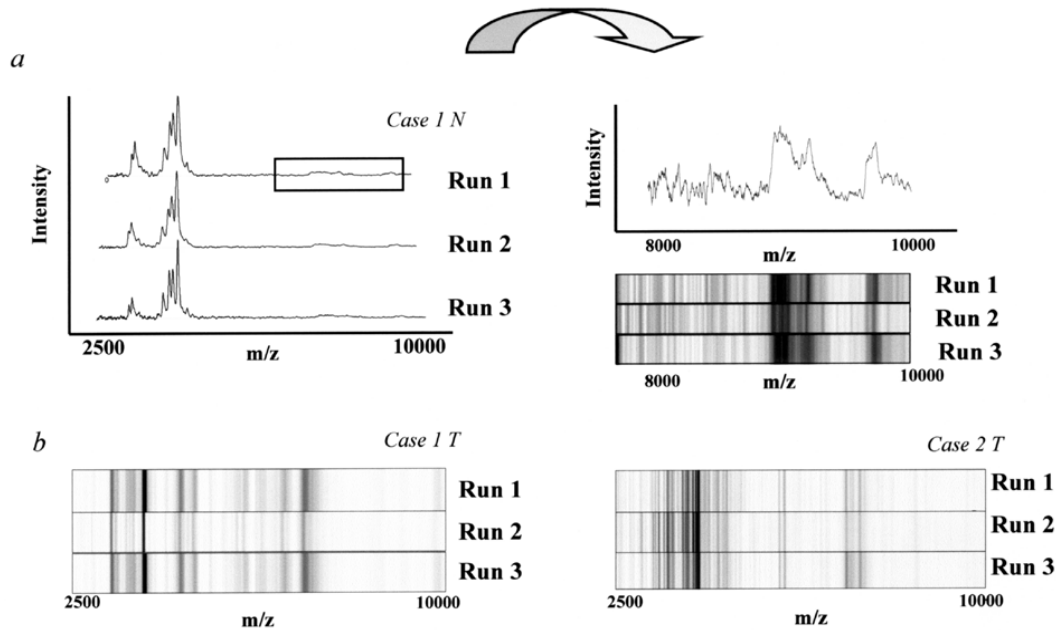 a
Case 1 N
Intensity
Run 1
Run 2
Run 3
2500
m/z
10000
Intensity
8000
m/z
10000
Run 1
Run 2
Run 3
8000
m/z
10000
b
Case 1 T
Run 1
Run 2
Run 3
2500
m/z
10000
Case 2 T
Run 1
Run 2
Run 3
2500
m/z
10000